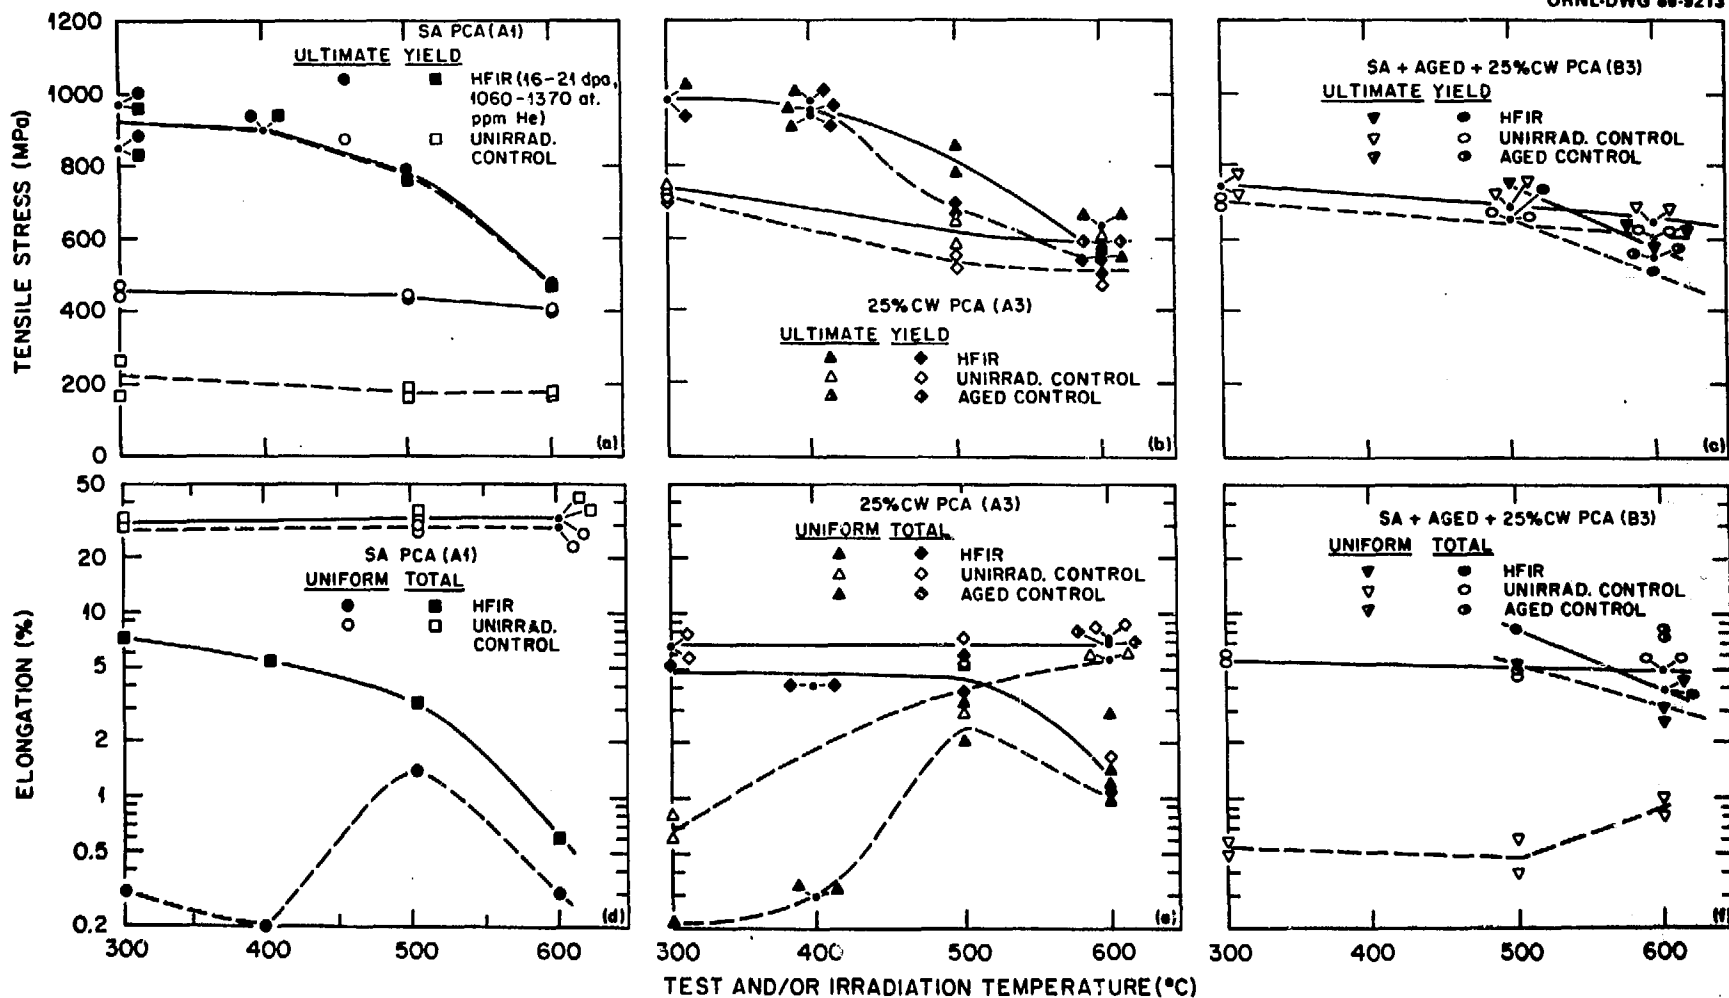 ORNL-DWG 86-9213
TENSILE STRESS (MPa)
1200
1000
800
600
400
200
0
SA PCA (A1)
ULTIMATE YIELD
HFIR (16-21 dpa,
1060-1370 at.
ppm He)
UNIRRAD.
CONTROL
(a)
25%CW PCA (A3)
ULTIMATE YIELD
HFIR
UNIRRAD. CONTROL
AGED CONTROL
(b)
SA + AGED + 25%CW PCA (B3)
ULTIMATE YIELD
HFIR
UNIRRAD. CONTROL
AGED CONTROL
(c)
ELONGATION (%)
50
20
10
5
2
1
0.5
0.2
SA PCA (A1)
UNIFORM TOTAL
HFIR
UNIRRAD.
CONTROL
(d)
300 400 500 600
25%CW PCA (A3)
UNIFORM TOTAL
HFIR
UNIRRAD. CONTROL
AGED CONTROL
(e)
300 400 500 600
SA + AGED + 25%CW PCA (B3)
UNIFORM TOTAL
HFIR
UNIRRAD. CONTROL
AGED CONTROL
(f)
300 400 500 600
TEST AND/OR IRRADIATION TEMPERATURE (°C)